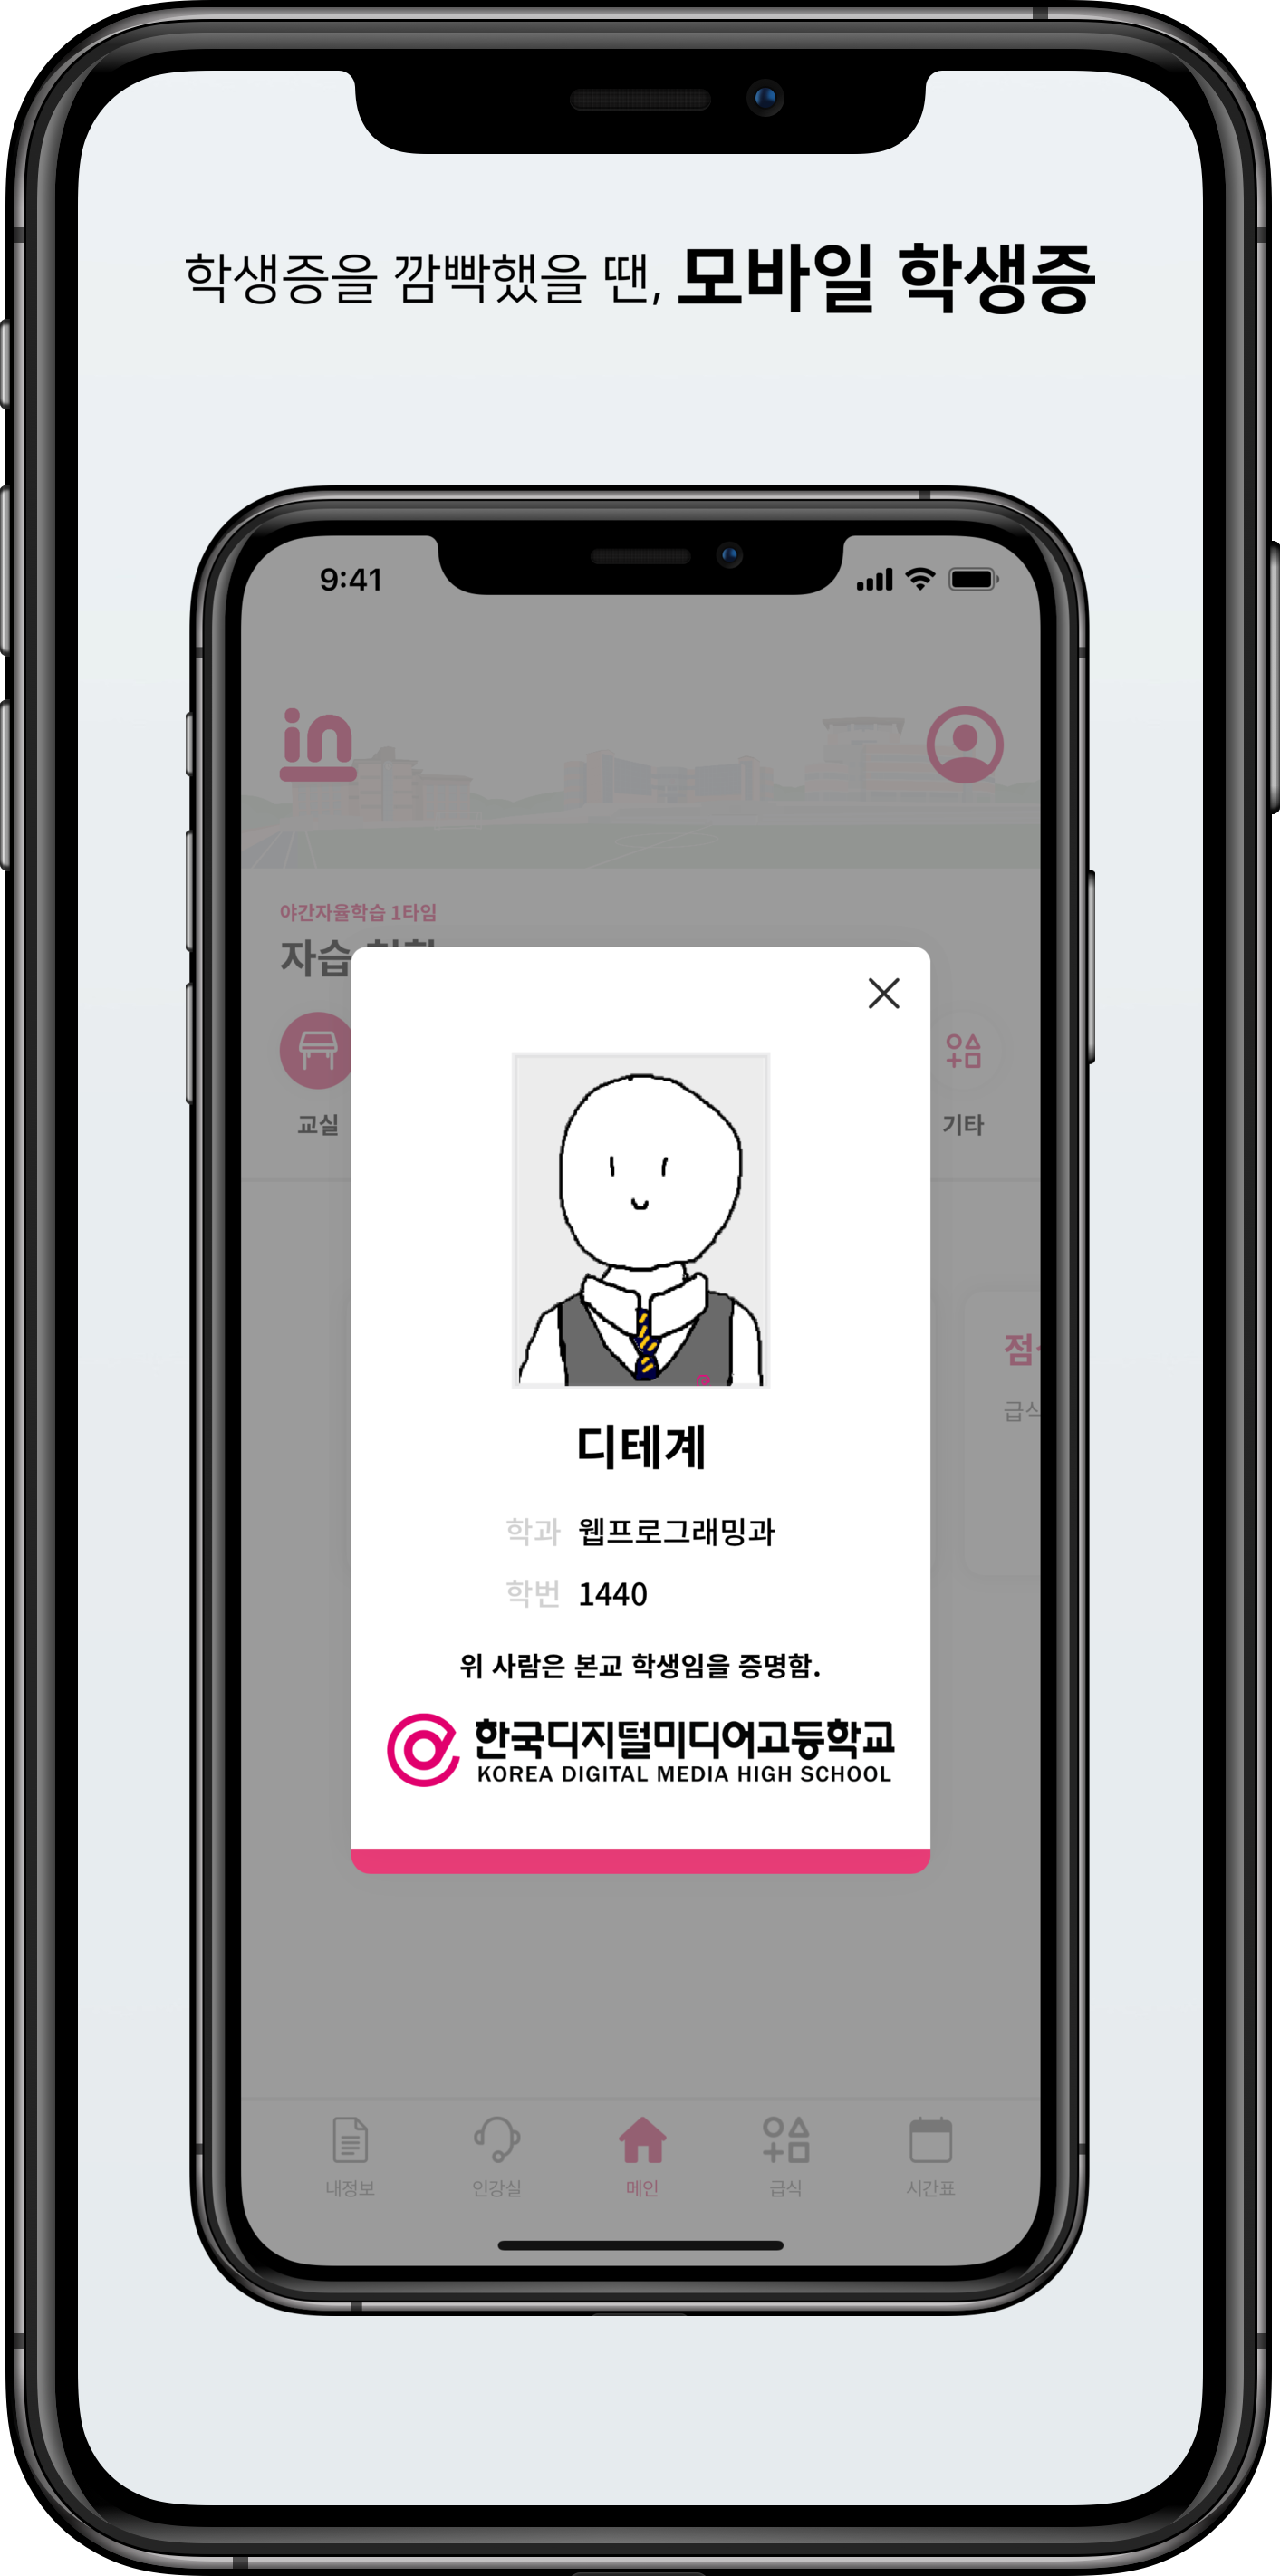 학생증을 깜빡했을 땐, 모바일 학생증
9:41
in
야간자율학습 1타임
자습
교실
기타
급식
디테계
학과 웹프로그래밍과
학번 1440
위 사람은 본교 학생임을 증명함.
한국디지털미디어고등학교
KOREA DIGITAL MEDIA HIGH SCHOOL
내정보
인강실
메인
급식
시간표